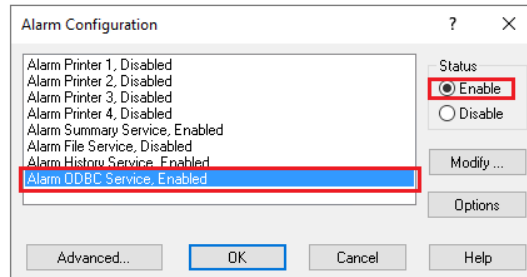 Alarm Configuration ? ×
Alarm Printer 1, Disabled
Alarm Printer 2, Disabled
Alarm Printer 3, Disabled
Alarm Printer 4, Disabled
Alarm Summary Service, Enabled
Alarm File Service, Disabled
Alarm History Service, Enabled
Alarm ODBC Service, Enabled
Status
Enable
Disable
Modify ...
Options
Advanced... OK Cancel Help